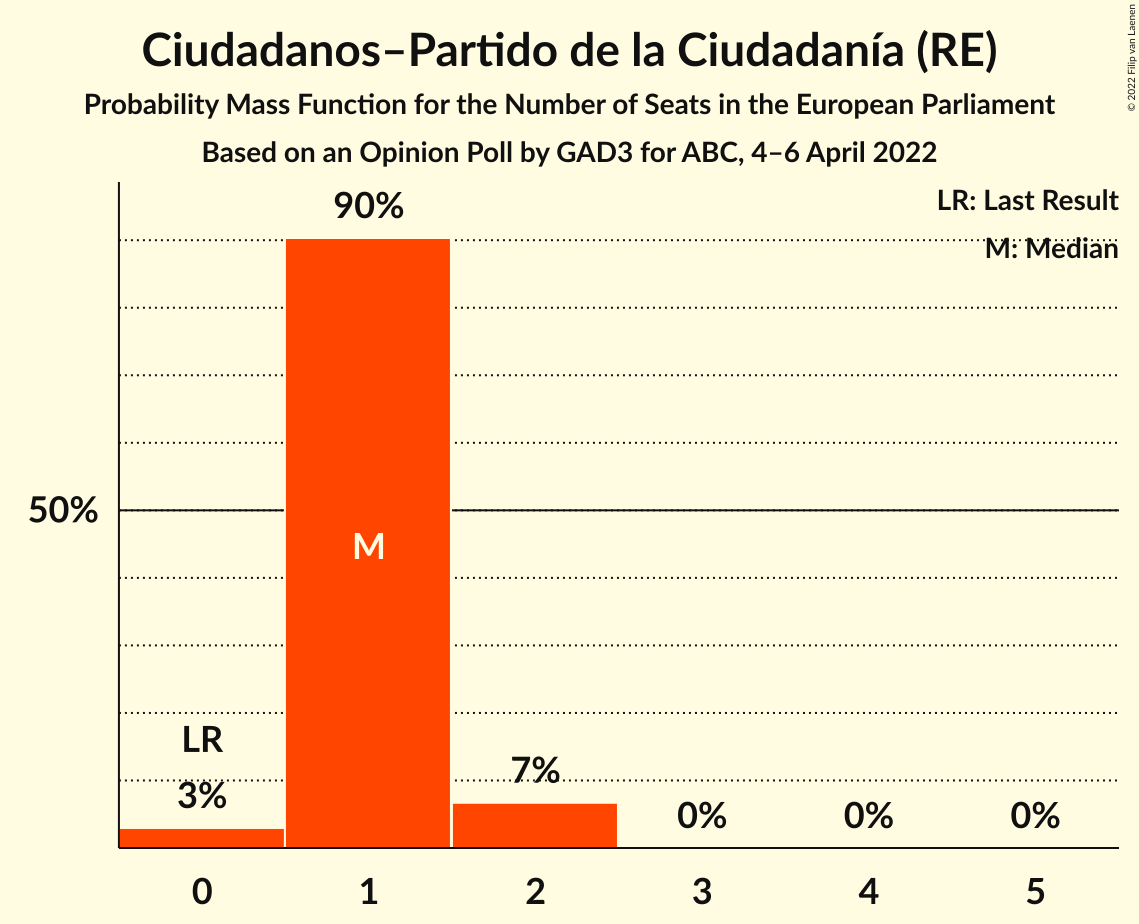 Ciudadanos–Partido de la Ciudadanía (RE)
Probability Mass Function for the Number of Seats in the European Parliament
Based on an Opinion Poll by GAD3 for ABC, 4–6 April 2022
© 2022 Filip van Laenen
LR: Last Result
M: Median
90%
50%
M
LR
3%
7%
0%
0%
0%
0
1
2
3
4
5